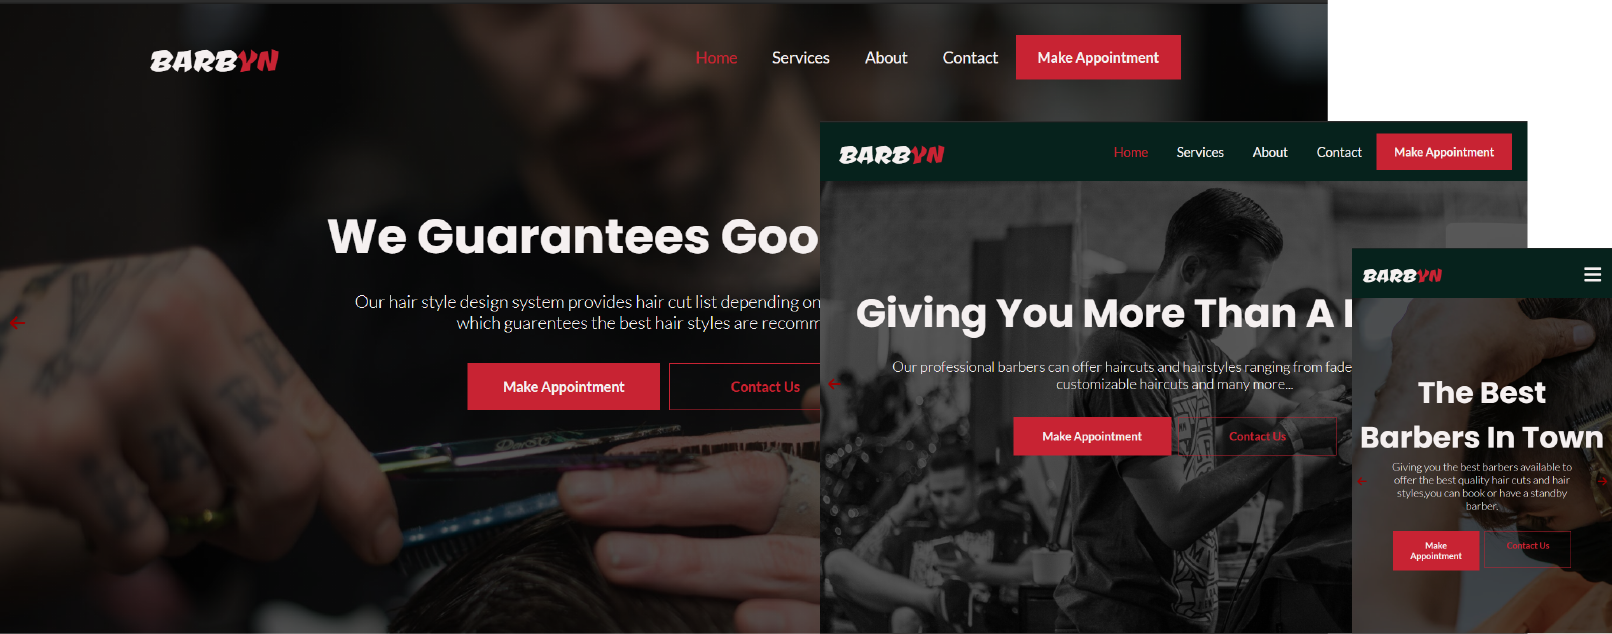 BARBYN
Home Services About Contact Make Appointment
We Guarantees Goo
Our hair style design system provides hair cut list depending on
which guarentees the best hair styles are recomm
Make Appointment Contact Us
BARBYN
Home Services About Contact Make Appointment
Giving You More Than A
Our professional barbers can offer haircuts and hairstyles ranging from fade
customizable haircuts and many more...
Make Appointment Contact Us
BARBYN
The Best
Barbers In Town
Giving you the best barbers available to
offer the best quality hair cuts and hair
styles,you can book or have a standby
barber.
Make
Appointment
Contact Us